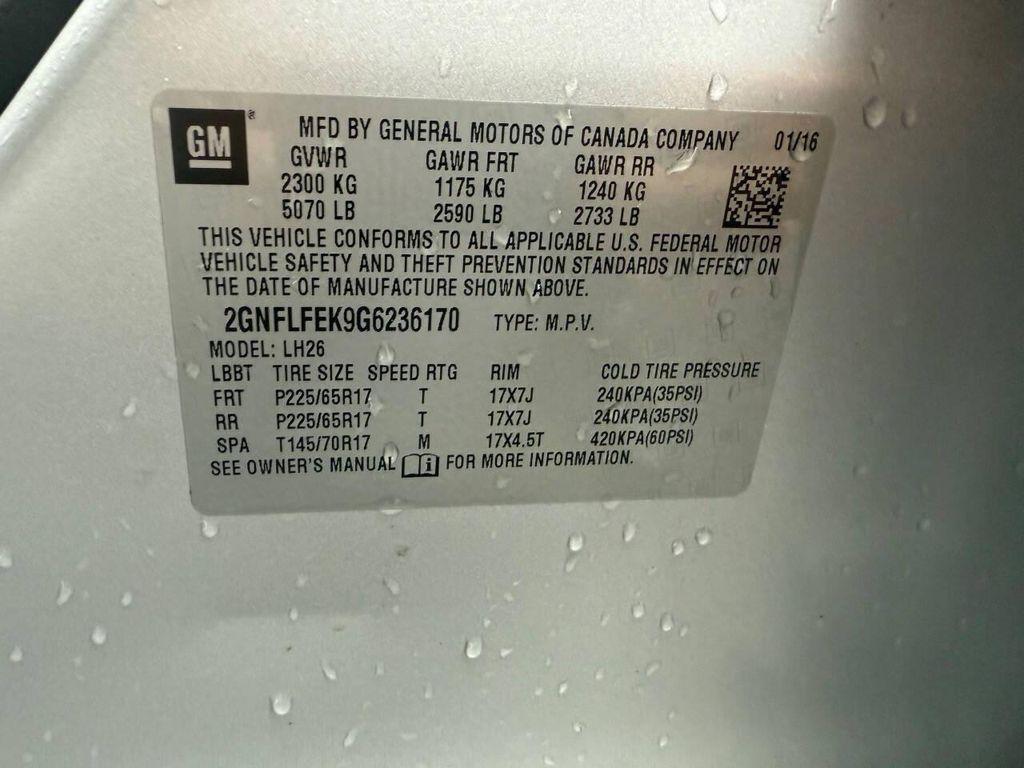 GM ® MFD BY GENERAL MOTORS OF CANADA COMPANY 01/16
GVWR GAWR FRT GAWR RR
2300 KG 1175 KG 1240 KG
5070 LB 2590 LB 2733 LB
THIS VEHICLE CONFORMS TO ALL APPLICABLE U.S. FEDERAL MOTOR
VEHICLE SAFETY AND THEFT PREVENTION STANDARDS IN EFFECT ON
THE DATE OF MANUFACTURE SHOWN ABOVE.
2GNFLFEK9G6236170 TYPE: M.P.V.
MODEL: LH26
LBBT TIRE SIZE SPEED RTG RIM COLD TIRE PRESSURE
FRT P225/65R17 T 17X7J 240KPA(35PSI)
RR P225/65R17 T 17X7J 240KPA(35PSI)
SPA T145/70R17 M 17X4.5T 420KPA(60PSI)
SEE OWNER'S MANUAL i FOR MORE INFORMATION.